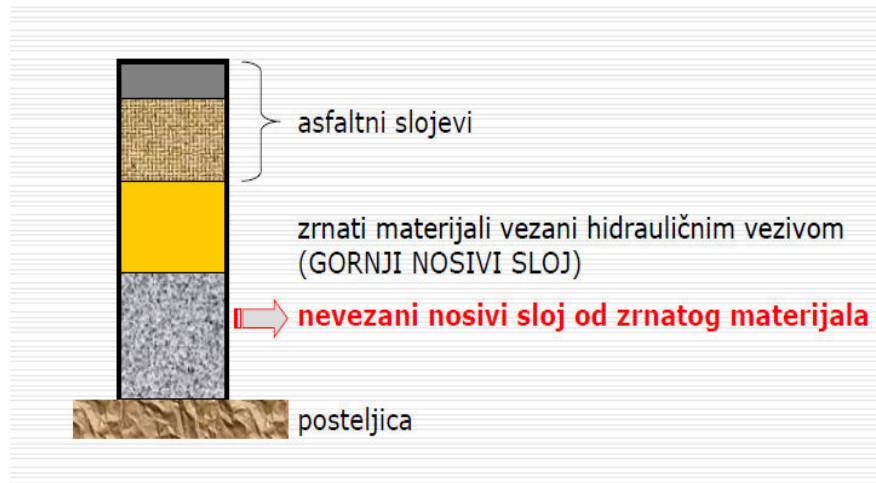 asfaltni slojevi
zrnati materijali vezani hidrauličnim vezivom
(GORNJI NOSIVI SLOJ)
nevezani nosivi sloj od zrnatog materijala
posteljica